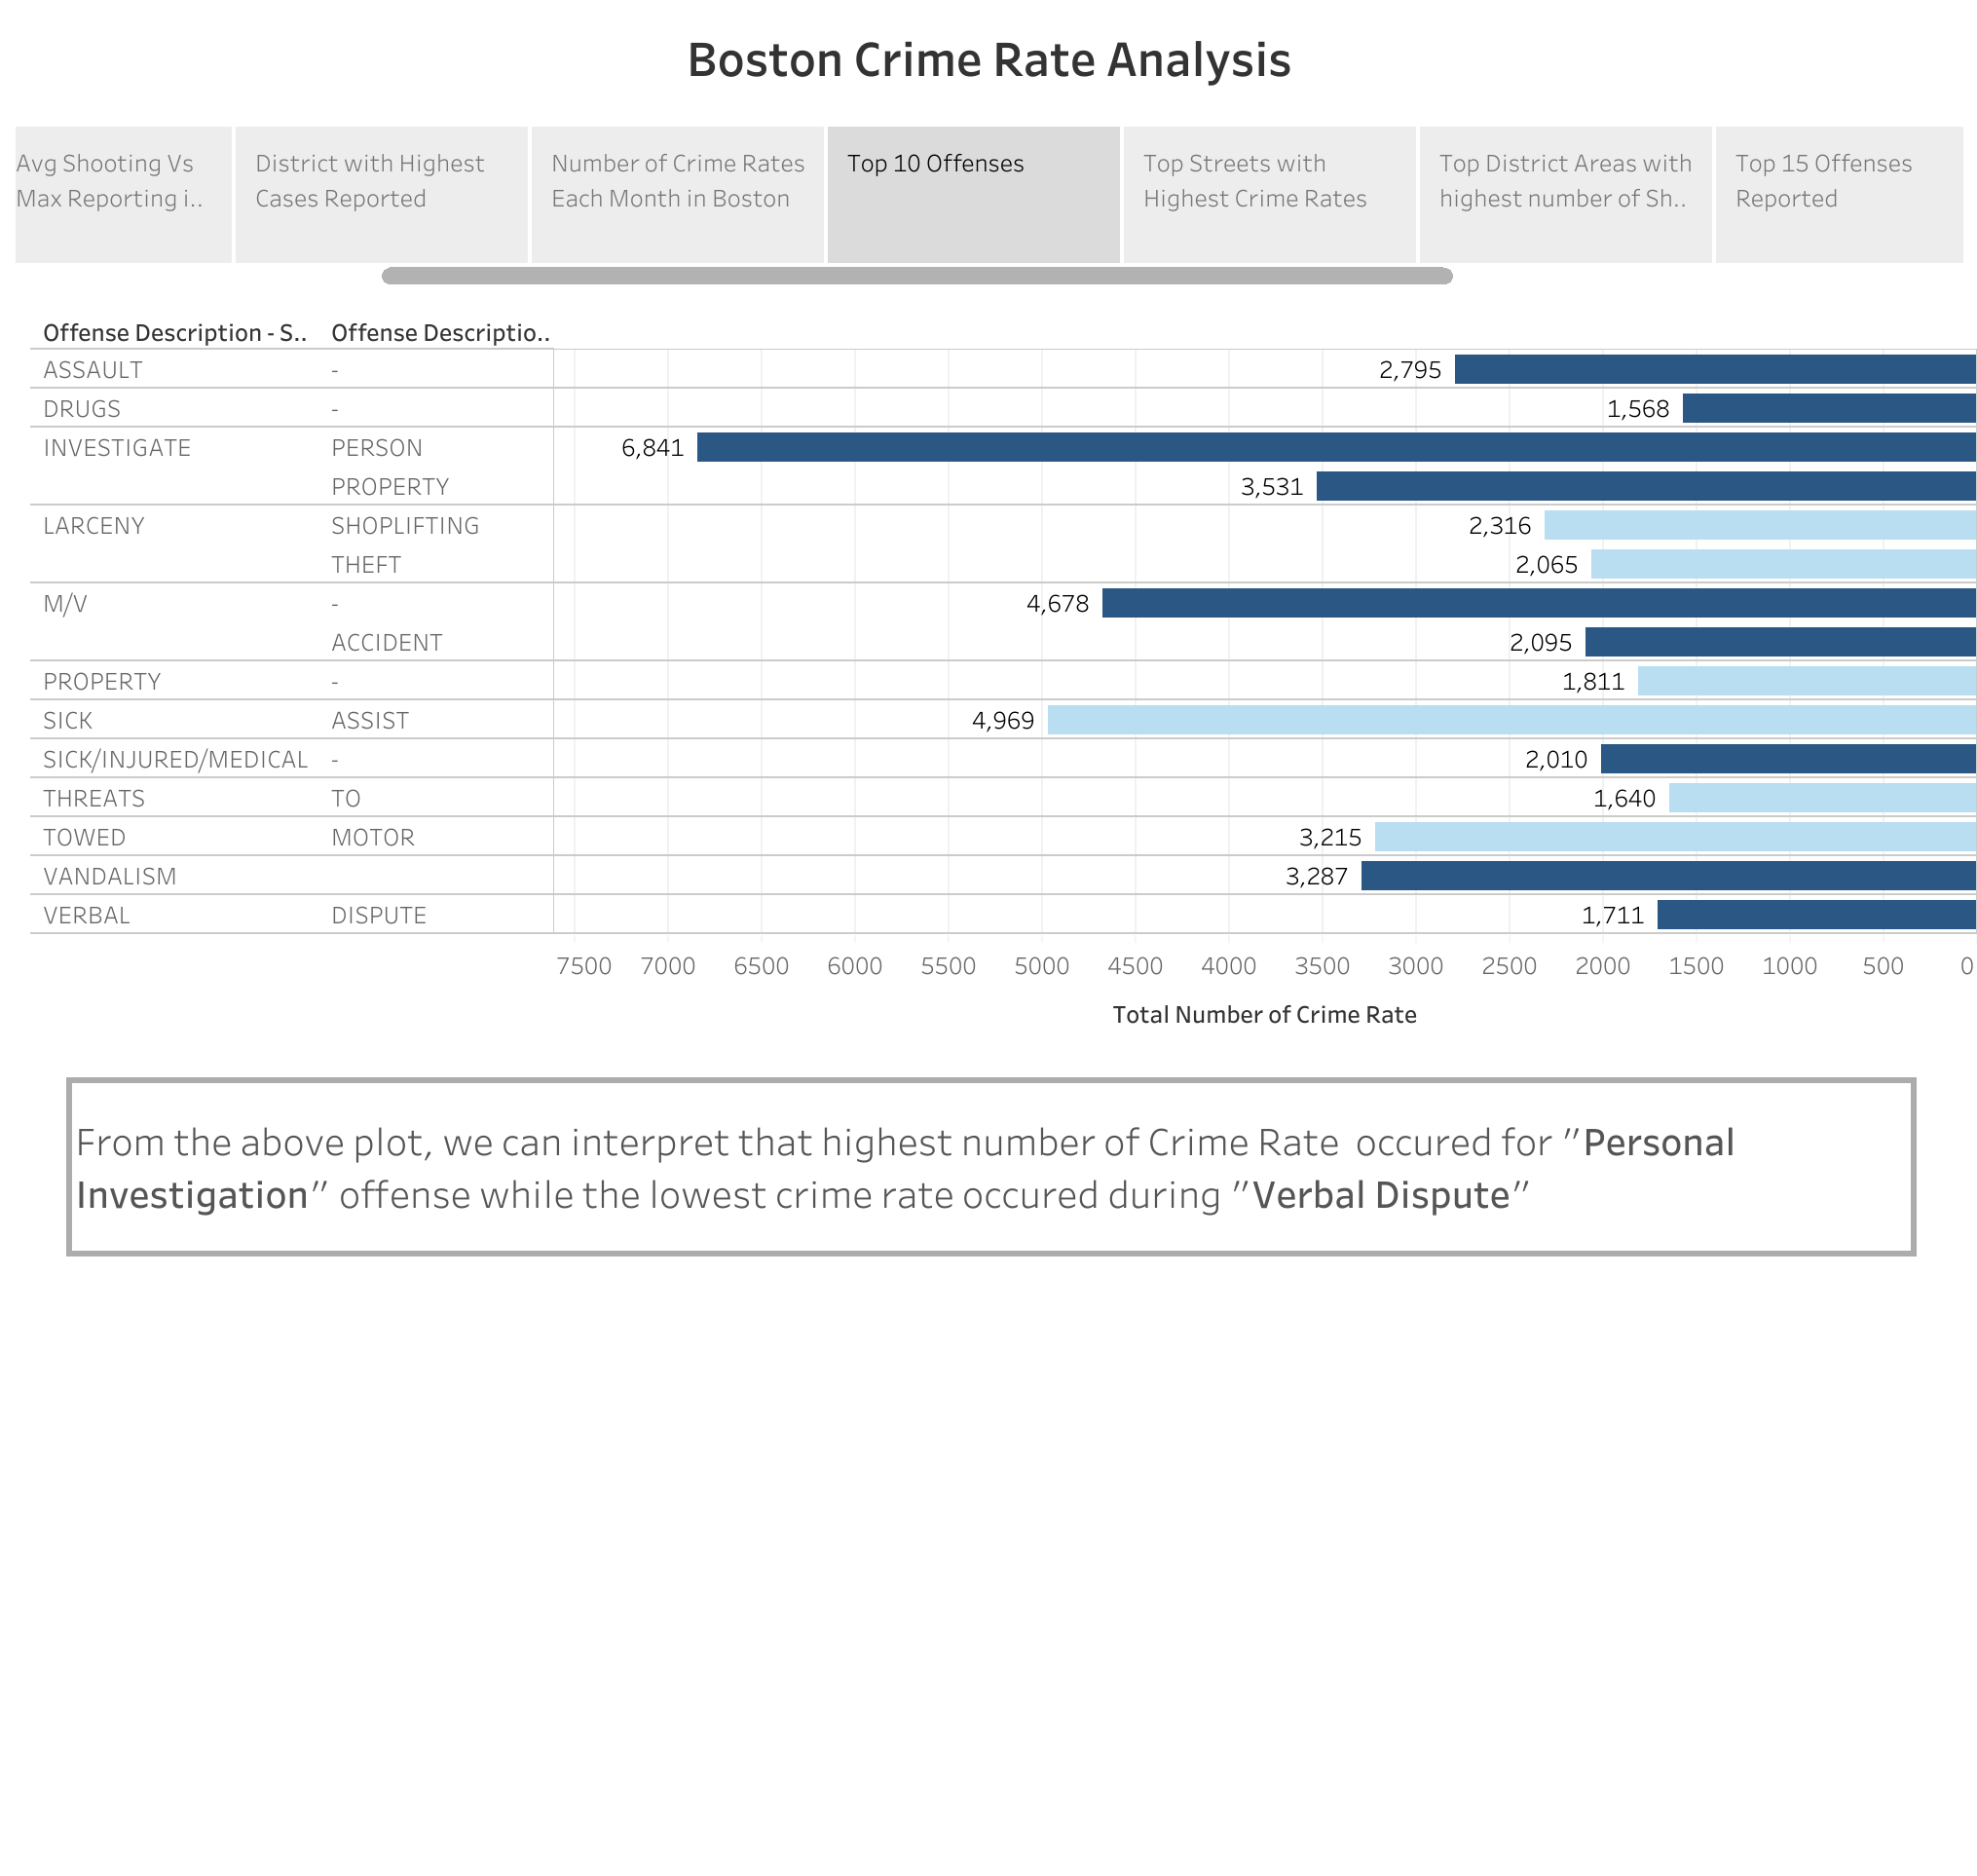 Boston Crime Rate Analysis
Avg Shooting Vs
Max Reporting i..
District with Highest
Cases Reported
Number of Crime Rates
Each Month in Boston
Top 10 Offenses
Top Streets with
Highest Crime Rates
Top District Areas with
highest number of Sh..
Top 15 Offenses
Reported
Offense Description - S.. Offense Descriptio..
ASSAULT - 2,795
DRUGS - 1,568
INVESTIGATE PERSON 6,841
PROPERTY 3,531
LARCENY SHOPLIFTING 2,316
THEFT 2,065
M/V - 4,678
ACCIDENT 2,095
PROPERTY - 1,811
SICK ASSIST 4,969
SICK/INJURED/MEDICAL - 2,010
THREATS TO 1,640
TOWED MOTOR 3,215
VANDALISM 3,287
VERBAL DISPUTE 1,711
7500 7000 6500 6000 5500 5000 4500 4000 3500 3000 2500 2000 1500 1000 500 0
Total Number of Crime Rate
From the above plot, we can interpret that highest number of Crime Rate  occured for "Personal
Investigation" offense while the lowest crime rate occured during "Verbal Dispute"